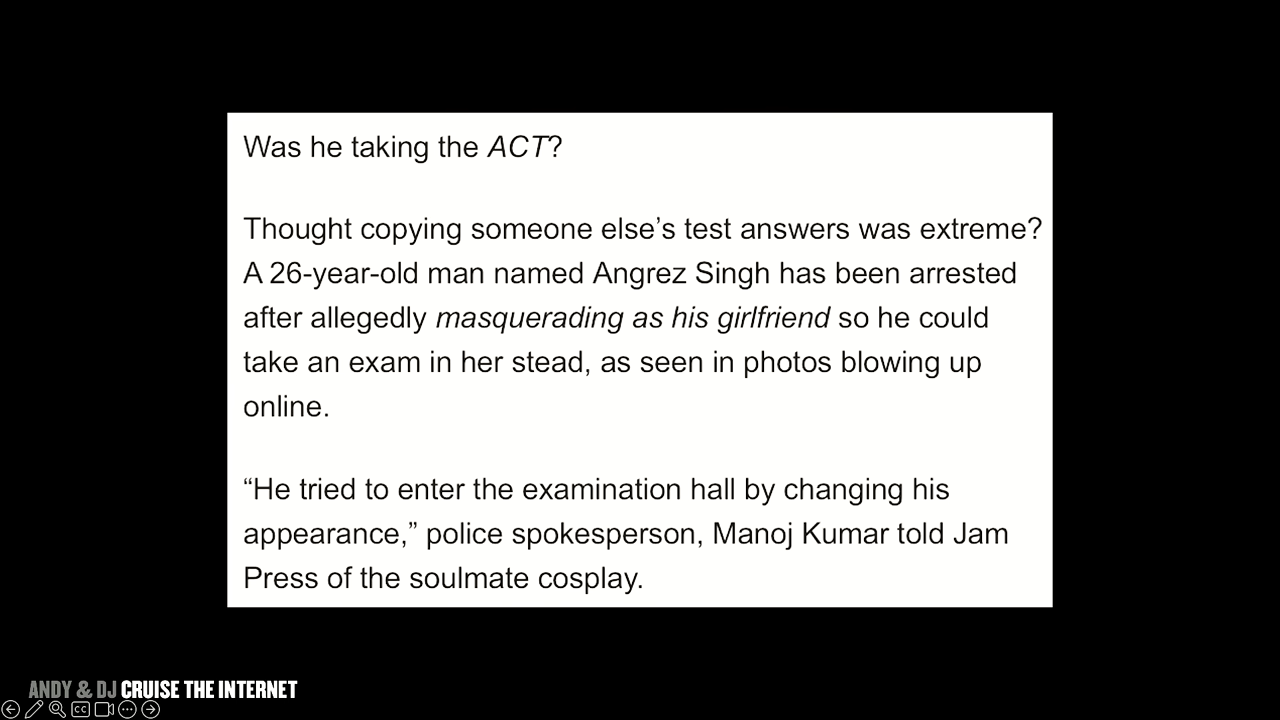 Was he taking the ACT?
Thought copying someone else’s test answers was extreme?
A 26-year-old man named Angrez Singh has been arrested
after allegedly masquerading as his girlfriend so he could
take an exam in her stead, as seen in photos blowing up
online.
“He tried to enter the examination hall by changing his
appearance,” police spokesperson, Manoj Kumar told Jam
Press of the soulmate cosplay.
ANDY & DJ CRUISE THE INTERNET
CC